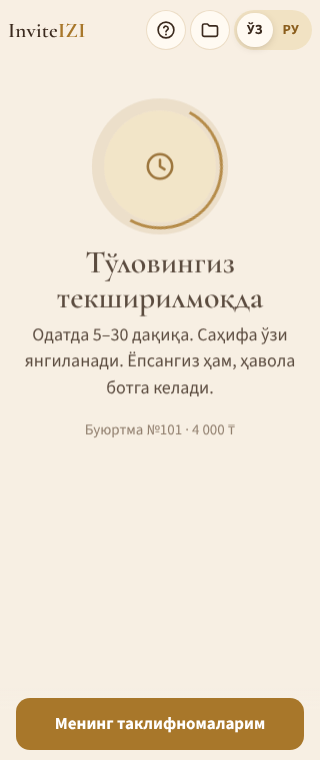 InviteIZI
ЎЗ
РУ
Тўловингиз
текширилмоқда
Одатда 5–30 дақиқа. Саҳифа ўзи
янгиланади. Ёпсангиз ҳам, ҳавола
ботга келади.
Буюртма №101 · 4 000 ₸
Менинг таклифномаларим